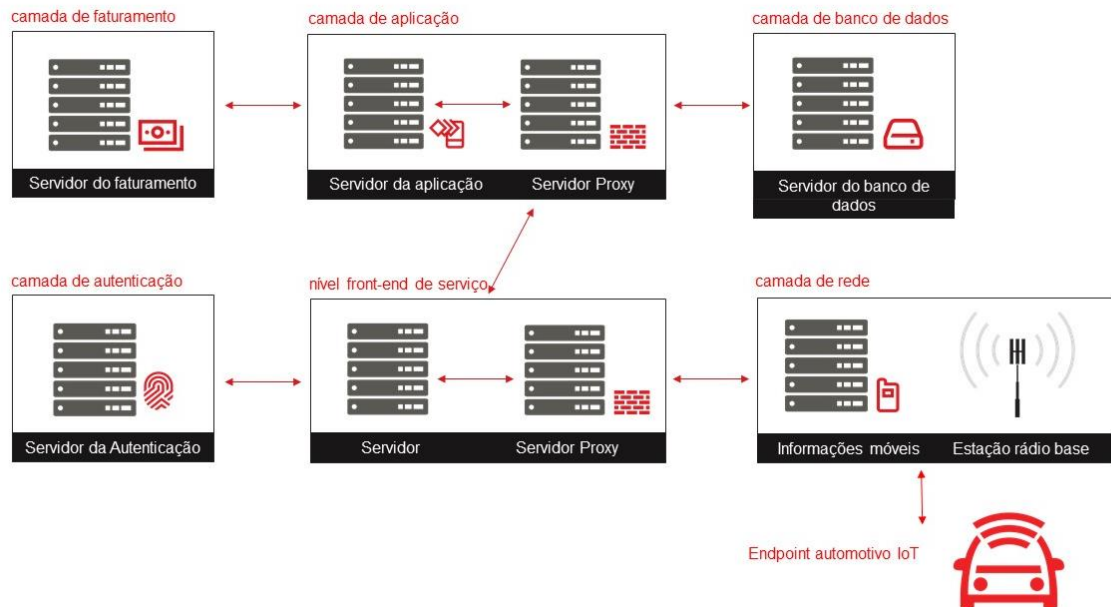 camada de faturamento
camada de aplicação
camada de banco de dados
Servidor do faturamento
Servidor da aplicação
Servidor Proxy
Servidor do banco de
dados
camada de autenticação
nível front-end de serviço
camada de rede
Servidor da Autenticação
Servidor
Servidor Proxy
Informações móveis
Estação rádio base
Endpoint automotivo IoT